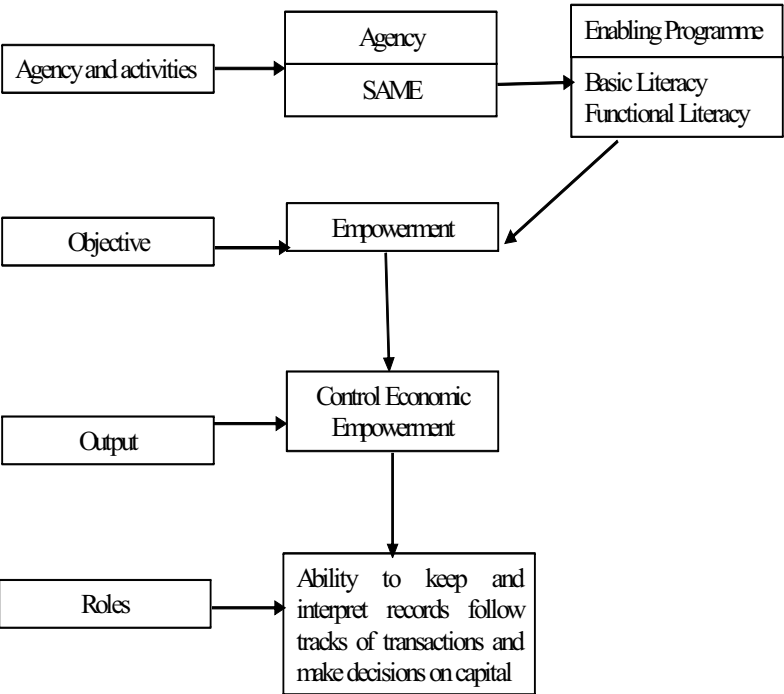 Agency and activities
Agency
SAME
Enabling Programme
Basic Literacy
Functional Literacy
Objective
Empowerment
Output
Control Economic
Empowerment
Roles
Ability to keep and
interpret records follow
tracks of transactions and
make decisions on capital